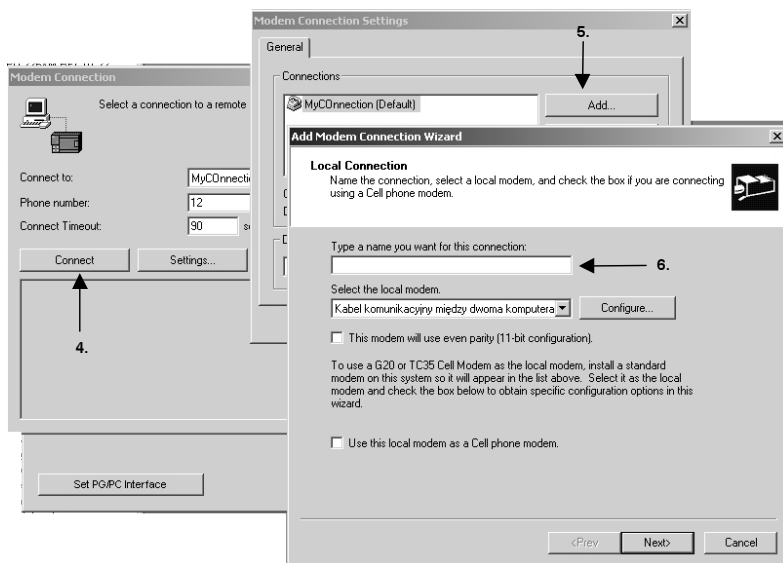 Modem Connection Settings
5.
General
Connections
MyCOnnection (Default)
Add...
Modem Connection
Select a connection to a remote
Connect to:
MyCOnnecti
Phone number:
12
Connect Timeout:
90
Connect
Settings...
4.
Set PG/PC Interface
Add Modem Connection Wizard
Local Connection
Name the connection, select a local modem, and check the box if you are connecting
using a Cell phone modem.
Type a name you want for this connection:
6.
Select the local modem.
Kabel komunikacyjny między dwoma komputera
Configure...
This modem will use even parity (11-bit configuration).
To use a G20 or TC35 Cell Modem as the local modem, install a standard
modem on this system so it will appear in the list above. Select it as the local
modem and check the box below to obtain specific configuration options in this
wizard.
Use this local modem as a Cell phone modem.
<Prev
Next>
Cancel